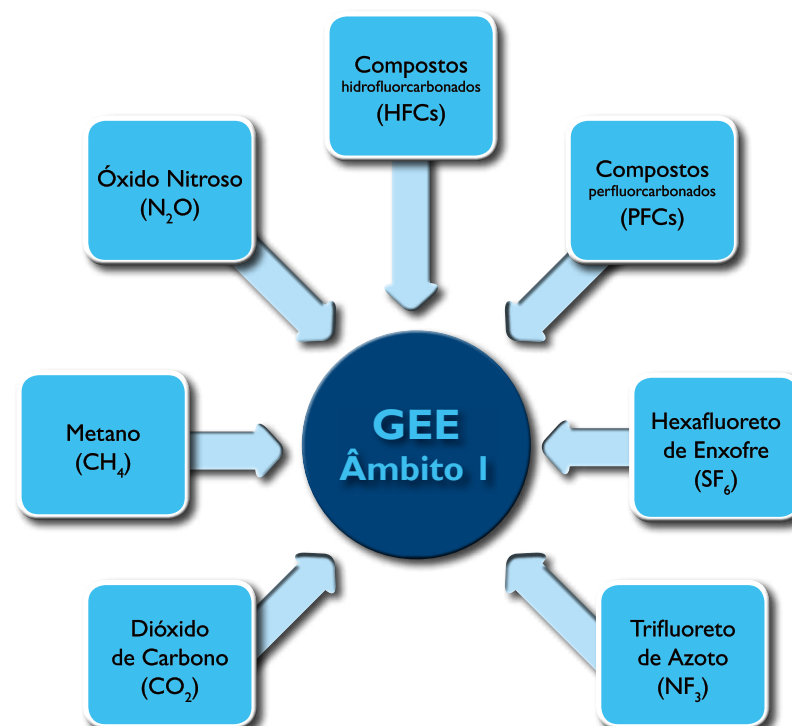 Compostos
hidrofluorcarbonados
(HFCs)
Óxido Nitroso
(N₂O)
Compostos
perfluorcarbonados
(PFCs)
Metano
(CH₄)
GEE
Âmbito 1
Hexafluoreto
de Enxofre
(SF₆)
Dióxido
de Carbono
(CO₂)
Trifluoreto
de Azoto
(NF₃)